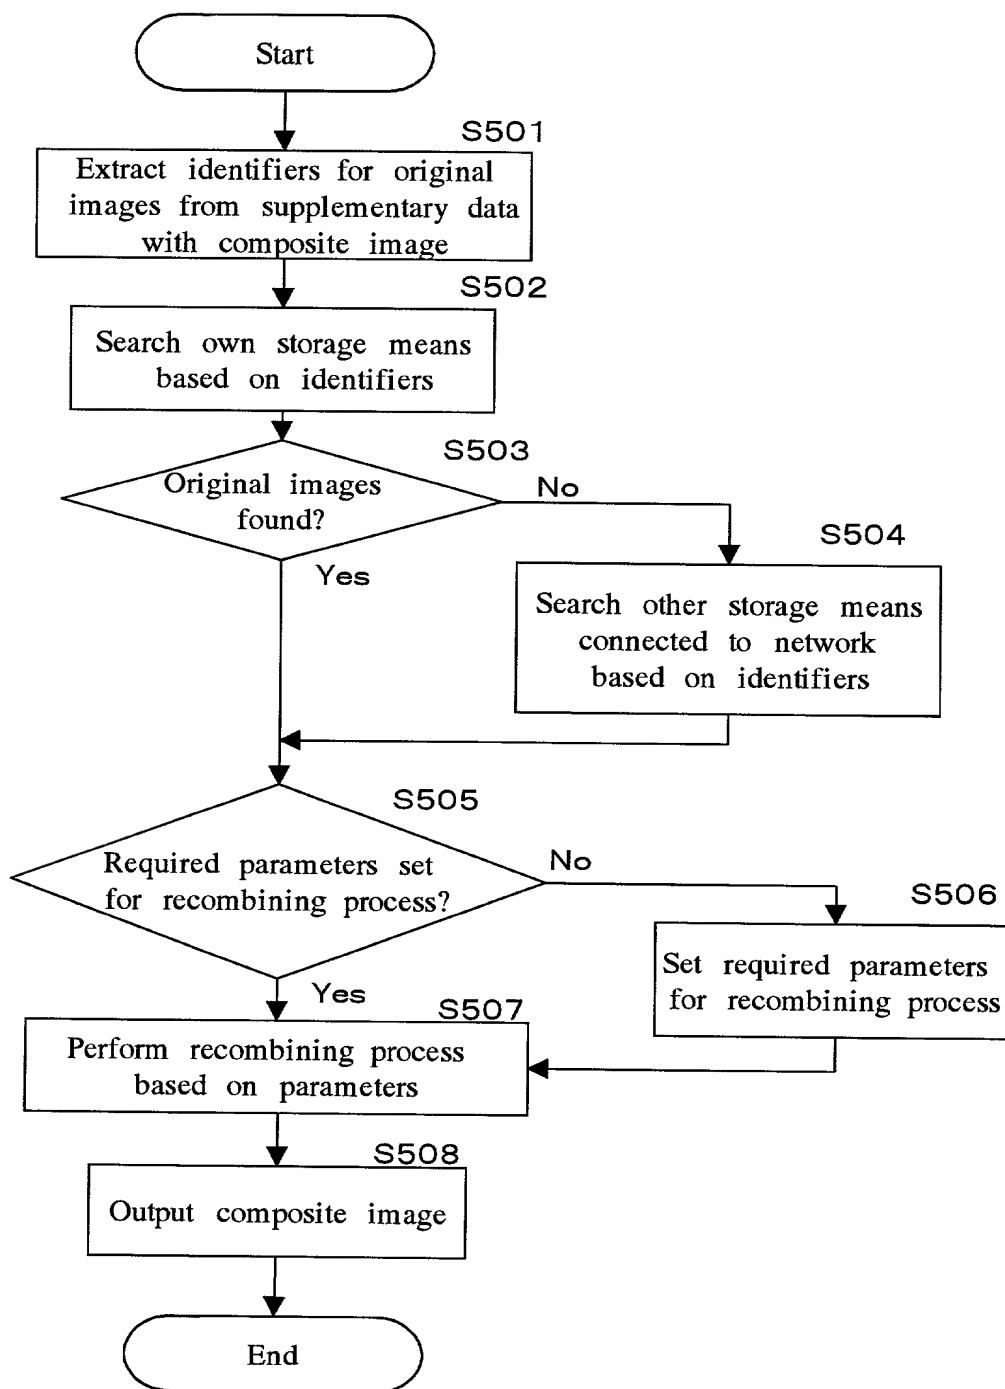 Start
S501
Extract identifiers for original
images from supplementary data
with composite image
S502
Search own storage means
based on identifiers
S503
Original images
found?
No
Yes
S504
Search other storage means
connected to network
based on identifiers
S505
Required parameters set
for recombining process?
No
Yes
S506
Set required parameters
for recombining process
S507
Perform recombining process
based on parameters
S508
Output composite image
End